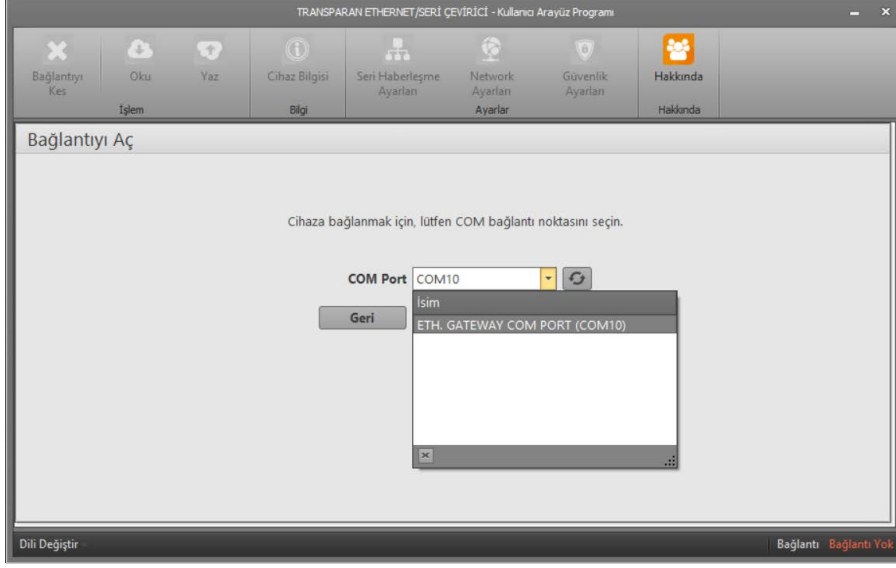 TRANSPARAN ETHERNET/SERİ ÇEVİRİCİ - Kullanıcı Arayüz Programı
Bağlantıyı Kes
Oku
Yaz
Cihaz Bilgisi
Seri Haberleşme Ayarları
Network Ayarları
Güvenlik Ayarları
Hakkında
İşlem
Bilgi
Ayarlar
Hakkında
Bağlantıyı Aç
Cihaza bağlanmak için, lütfen COM bağlantı noktasını seçin.
COM Port COM10
İsim
Geri
ETH. GATEWAY COM PORT (COM10)
Dili Değiştir
Bağlantı Bağlantı Yok